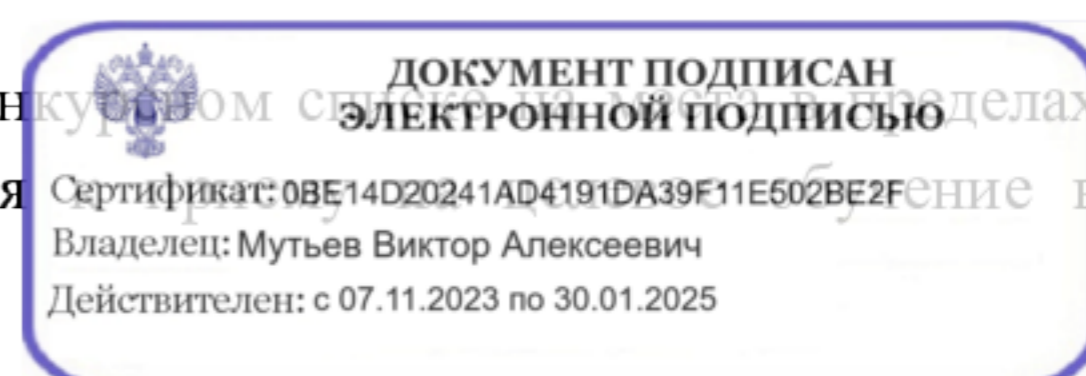 ДОКУМЕНТ ПОДПИСАН
ЭЛЕКТРОННОЙ ПОДПИСЬЮ
Сертификат: 0BE14D20241AD4191DA39F11E502BE2F
Владелец: Мутьев Виктор Алексеевич
Действителен: с 07.11.2023 по 30.01.2025